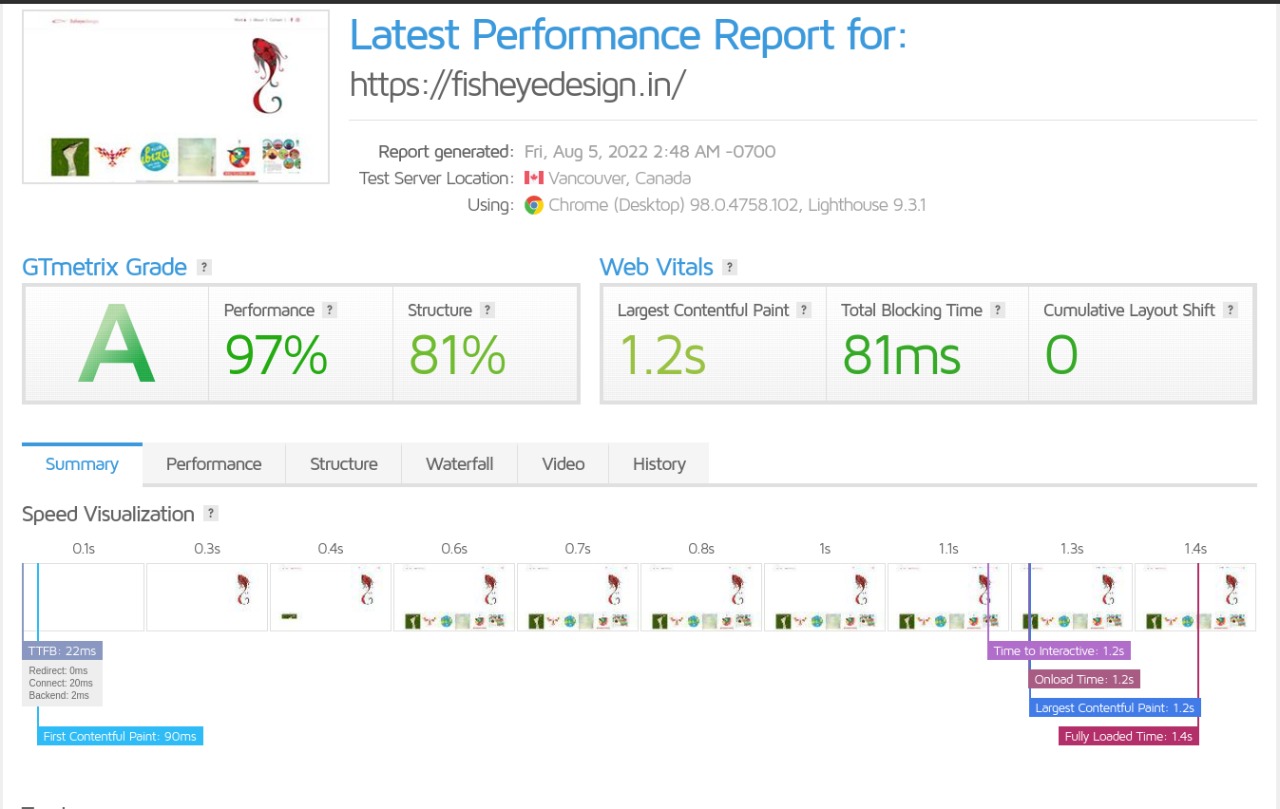 Latest Performance Report for:
https://fisheyedesign.in/
Report generated: Fri, Aug 5, 2022 2:48 AM -0700
Test Server Location: Vancouver, Canada
Using: Chrome (Desktop) 98.0.4758.102, Lighthouse 9.3.1
GTmetrix Grade ?
Web Vitals ?
A
Performance ?
97%
Structure ?
81%
Largest Contentful Paint ?
1.2s
Total Blocking Time ?
81ms
Cumulative Layout Shift ?
0
Summary Performance Structure Waterfall Video History
Speed Visualization ?
0.1s 0.3s 0.4s 0.6s 0.7s 0.8s 1s 1.1s 1.3s 1.4s
TTFB: 22ms
Redirect: 0ms
Connect: 20ms
Backend: 2ms
First Contentful Paint: 90ms
Time to Interactive: 1.2s
Onload Time: 1.2s
Largest Contentful Paint: 1.2s
Fully Loaded Time: 1.4s